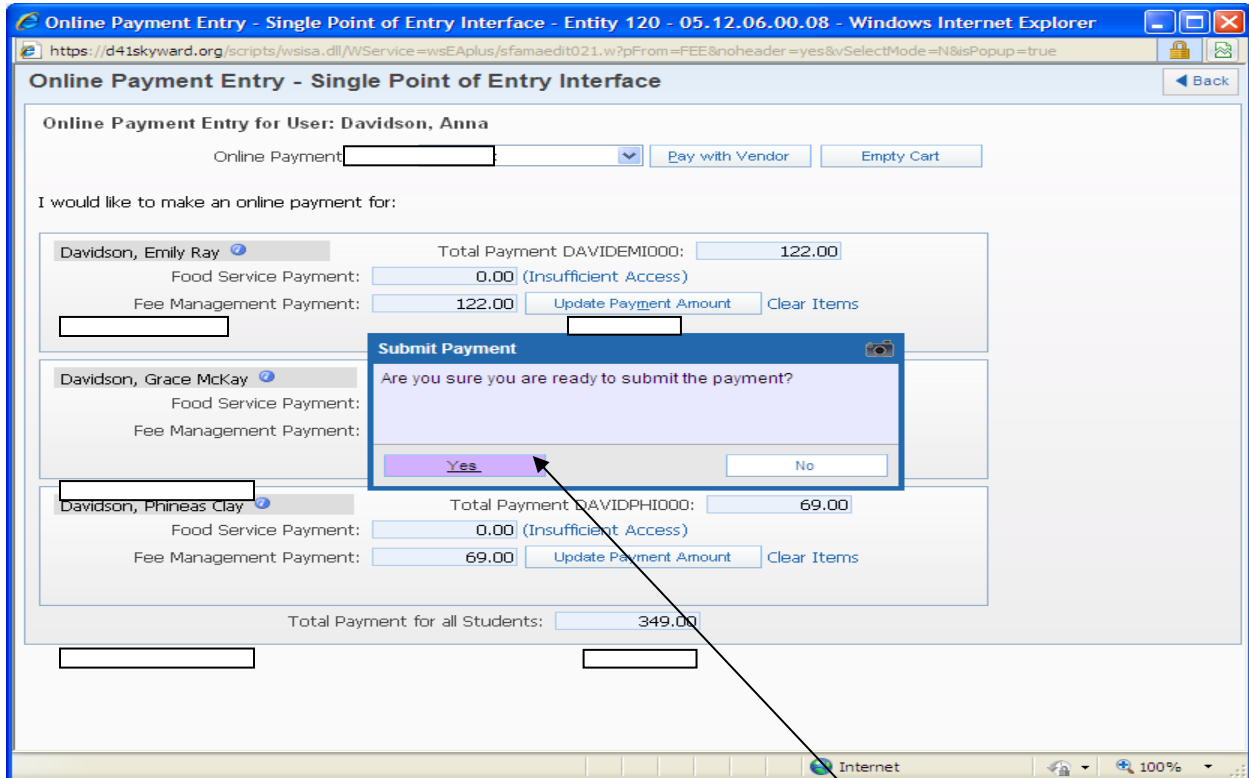 Online Payment Entry - Single Point of Entry Interface - Entity 120 - 05.12.06.00.08 - Windows Internet Explorer
https://d41skyward.org/scripts/wsisa.dll/WService=wsEAplus/sfamaedit021.w?pFrom=FEE&noheader=yes&vSelectMode=N&isPopup=true
Online Payment Entry - Single Point of Entry Interface Back
Online Payment Entry for User: Davidson, Anna
Online Payment Pay with Vendor Empty Cart
I would like to make an online payment for:
Davidson, Emily Ray Total Payment DAVIDEMI000: 122.00
Food Service Payment: 0.00 (Insufficient Access)
Fee Management Payment: 122.00 Update Payment Amount Clear Items
Submit Payment
Are you sure you are ready to submit the payment?
Yes No
Davidson, Grace McKay
Food Service Payment:
Fee Management Payment:
Davidson, Phineas Clay Total Payment DAVIDPHI000: 69.00
Food Service Payment: 0.00 (Insufficient Access)
Fee Management Payment: 69.00 Update Payment Amount Clear Items
Total Payment for all Students: 349.00
Internet 100%